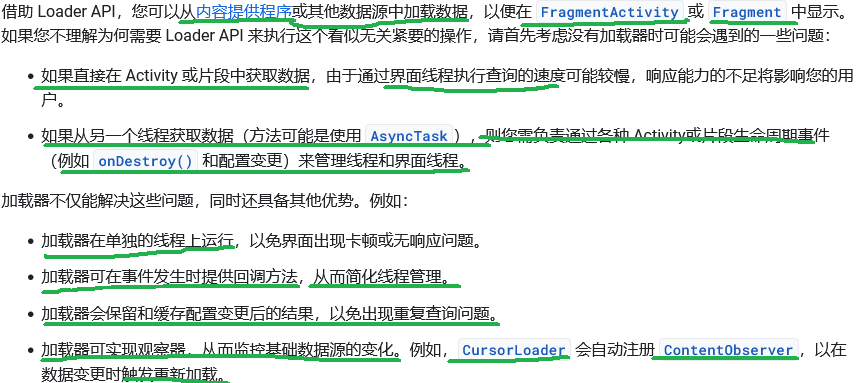 借助 Loader API，您可以从内容提供程序或其他数据源中加载数据，以便在 FragmentActivity 或 Fragment 中显示。
如果您不理解为何需要 Loader API 来执行这个看似无关紧要的操作，请首先考虑没有加载器时可能会遇到的一些问题：
• 如果直接在 Activity 或片段中获取数据，由于通过界面线程执行查询的速度可能较慢，响应能力的不足将影响您的用
户。
• 如果从另一个线程获取数据（方法可能是使用 AsyncTask ），则您需负责通过各种 Activity或片段生命周期事件
（例如 onDestroy() 和配置变更）来管理线程和界面线程。
加载器不仅能解决这些问题，同时还具备其他优势。例如：
• 加载器在单独的线程上运行，以免界面出现卡顿或无响应问题。
• 加载器可在事件发生时提供回调方法，从而简化线程管理。
• 加载器会保留和缓存配置变更后的结果，以免出现重复查询问题。
• 加载器可实现观察器，从而监控基础数据源的变化。例如，CursorLoader 会自动注册 ContentObserver，以在
数据变更时触发重新加载。